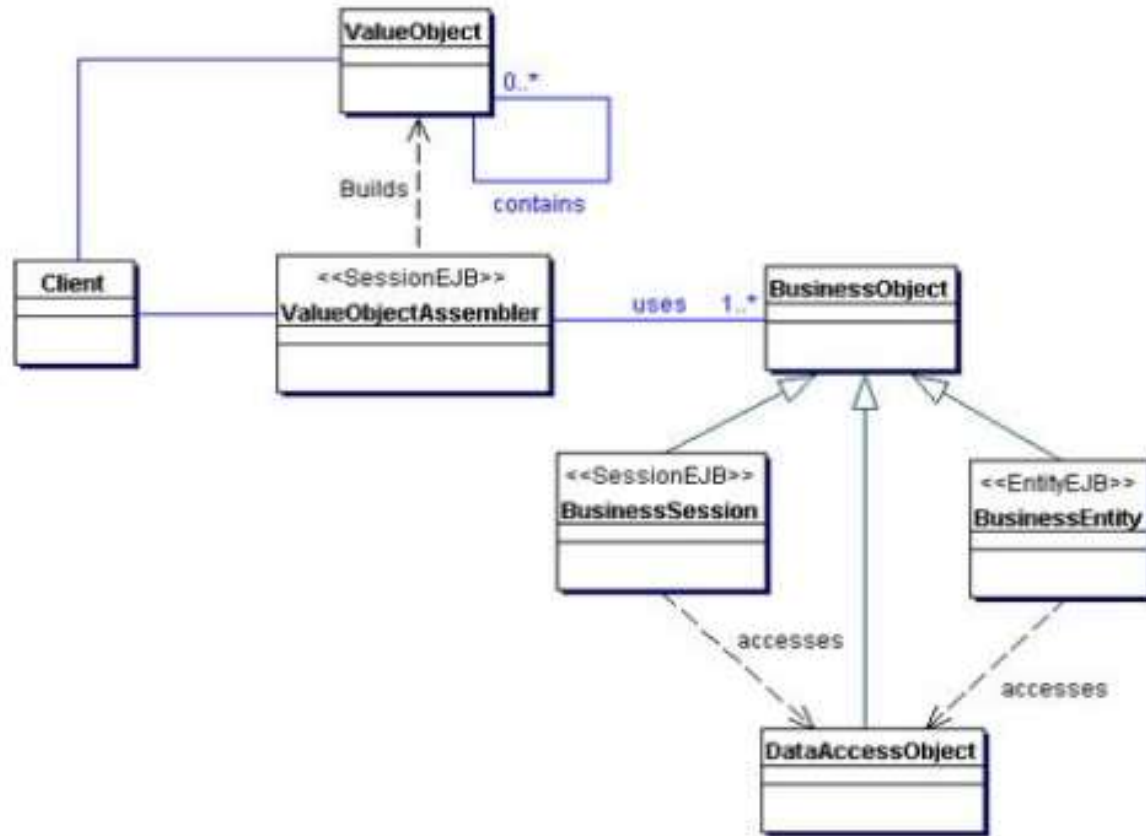 ValueObject
0..*
Builds
contains
Client
<<SessionEJB>>
ValueObjectAssembler
uses 1..*
BusinessObject
<<SessionEJB>>
BusinessSession
<<EntityEJB>>
BusinessEntity
accesses
accesses
DataAccessObject